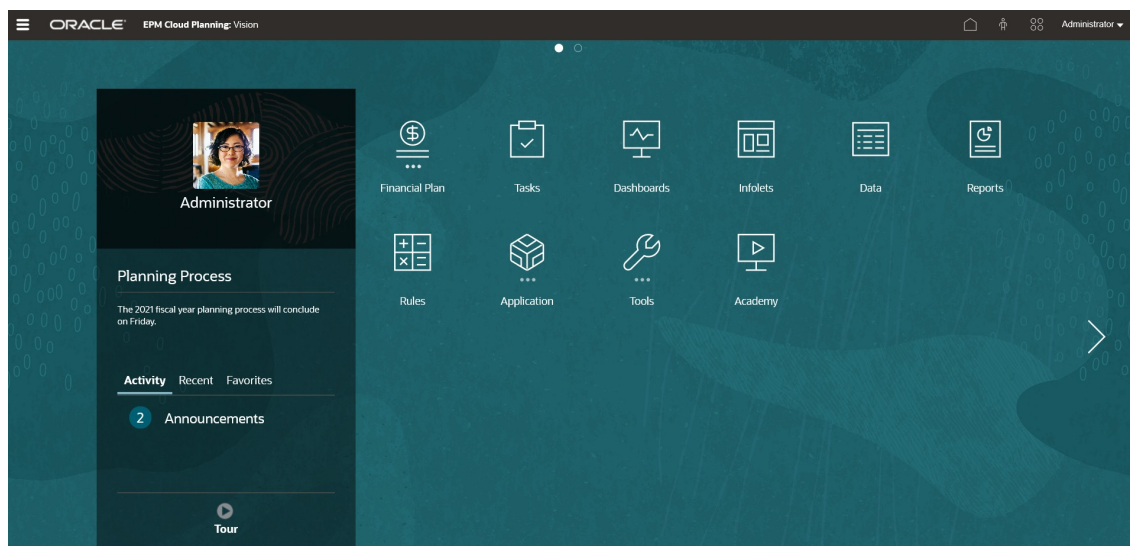 ORACLE® EPM Cloud Planning: Vision
Administrator
Administrator
Planning Process
The 2021 fiscal year planning process will conclude
on Friday.
Activity Recent Favorites
2 Announcements
Tour
Financial Plan Tasks Dashboards Infolets Data Reports
Rules Application Tools Academy